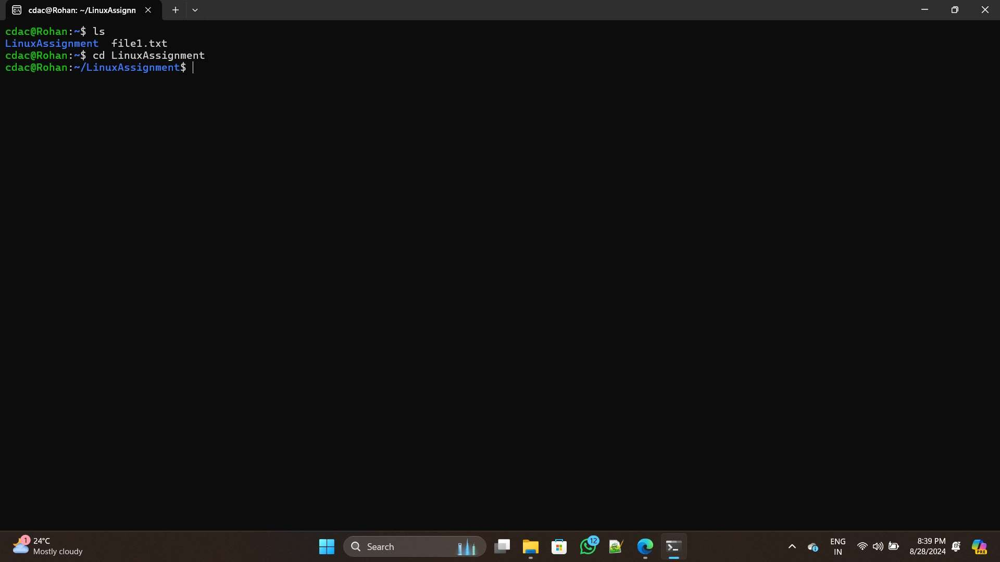 cdac@Rohan: ~/LinuxAssignn
cdac@Rohan:~$ ls
LinuxAssignment  file1.txt
cdac@Rohan:~$ cd LinuxAssignment
cdac@Rohan:~/LinuxAssignment$
1
24°C
Mostly cloudy
Search
12
ENG
IN
8:39 PM
8/28/2024
PRE